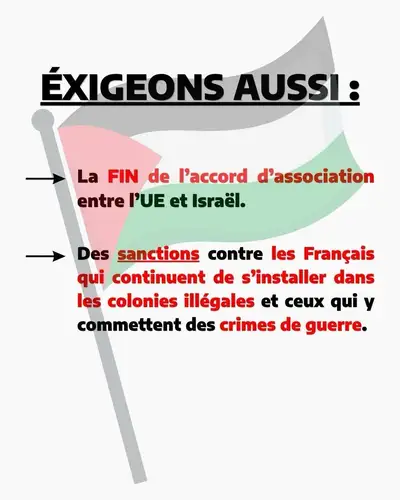 ÉXIGEONS AUSSI :
La FIN de l’accord d’association
entre l’UE et Israël.
Des sanctions contre les Français
qui continuent de s’installer dans
les colonies illégales et ceux qui y
commettent des crimes de guerre.